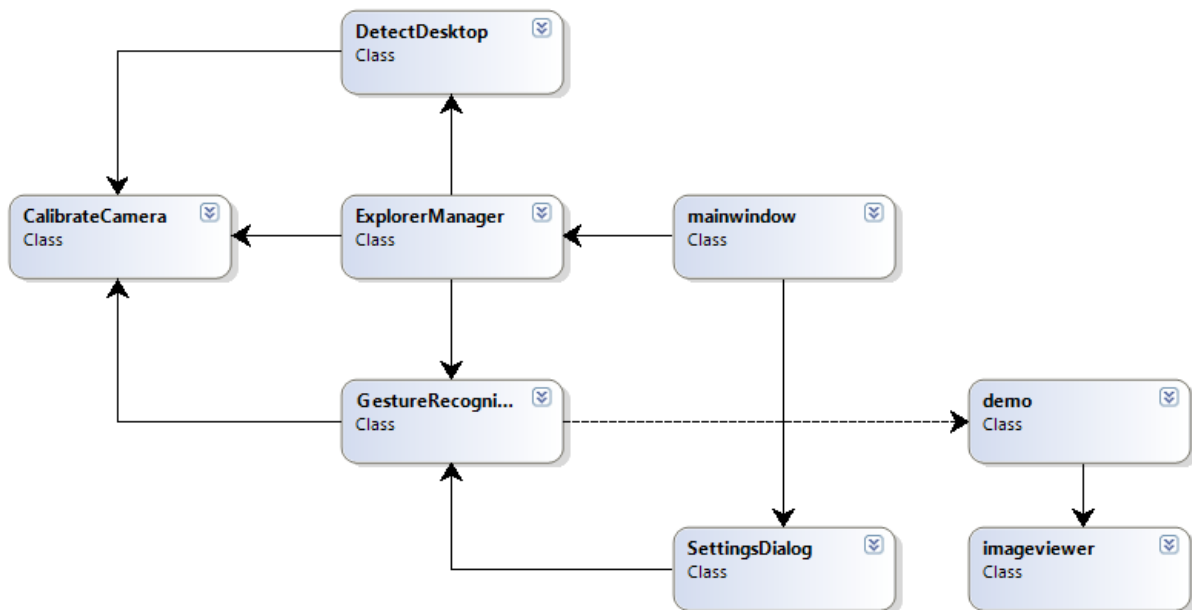 DetectDesktop
Class
CalibrateCamera
Class
ExplorerManager
Class
mainwindow
Class
GestureRecogni...
Class
demo
Class
SettingsDialog
Class
imageviewer
Class